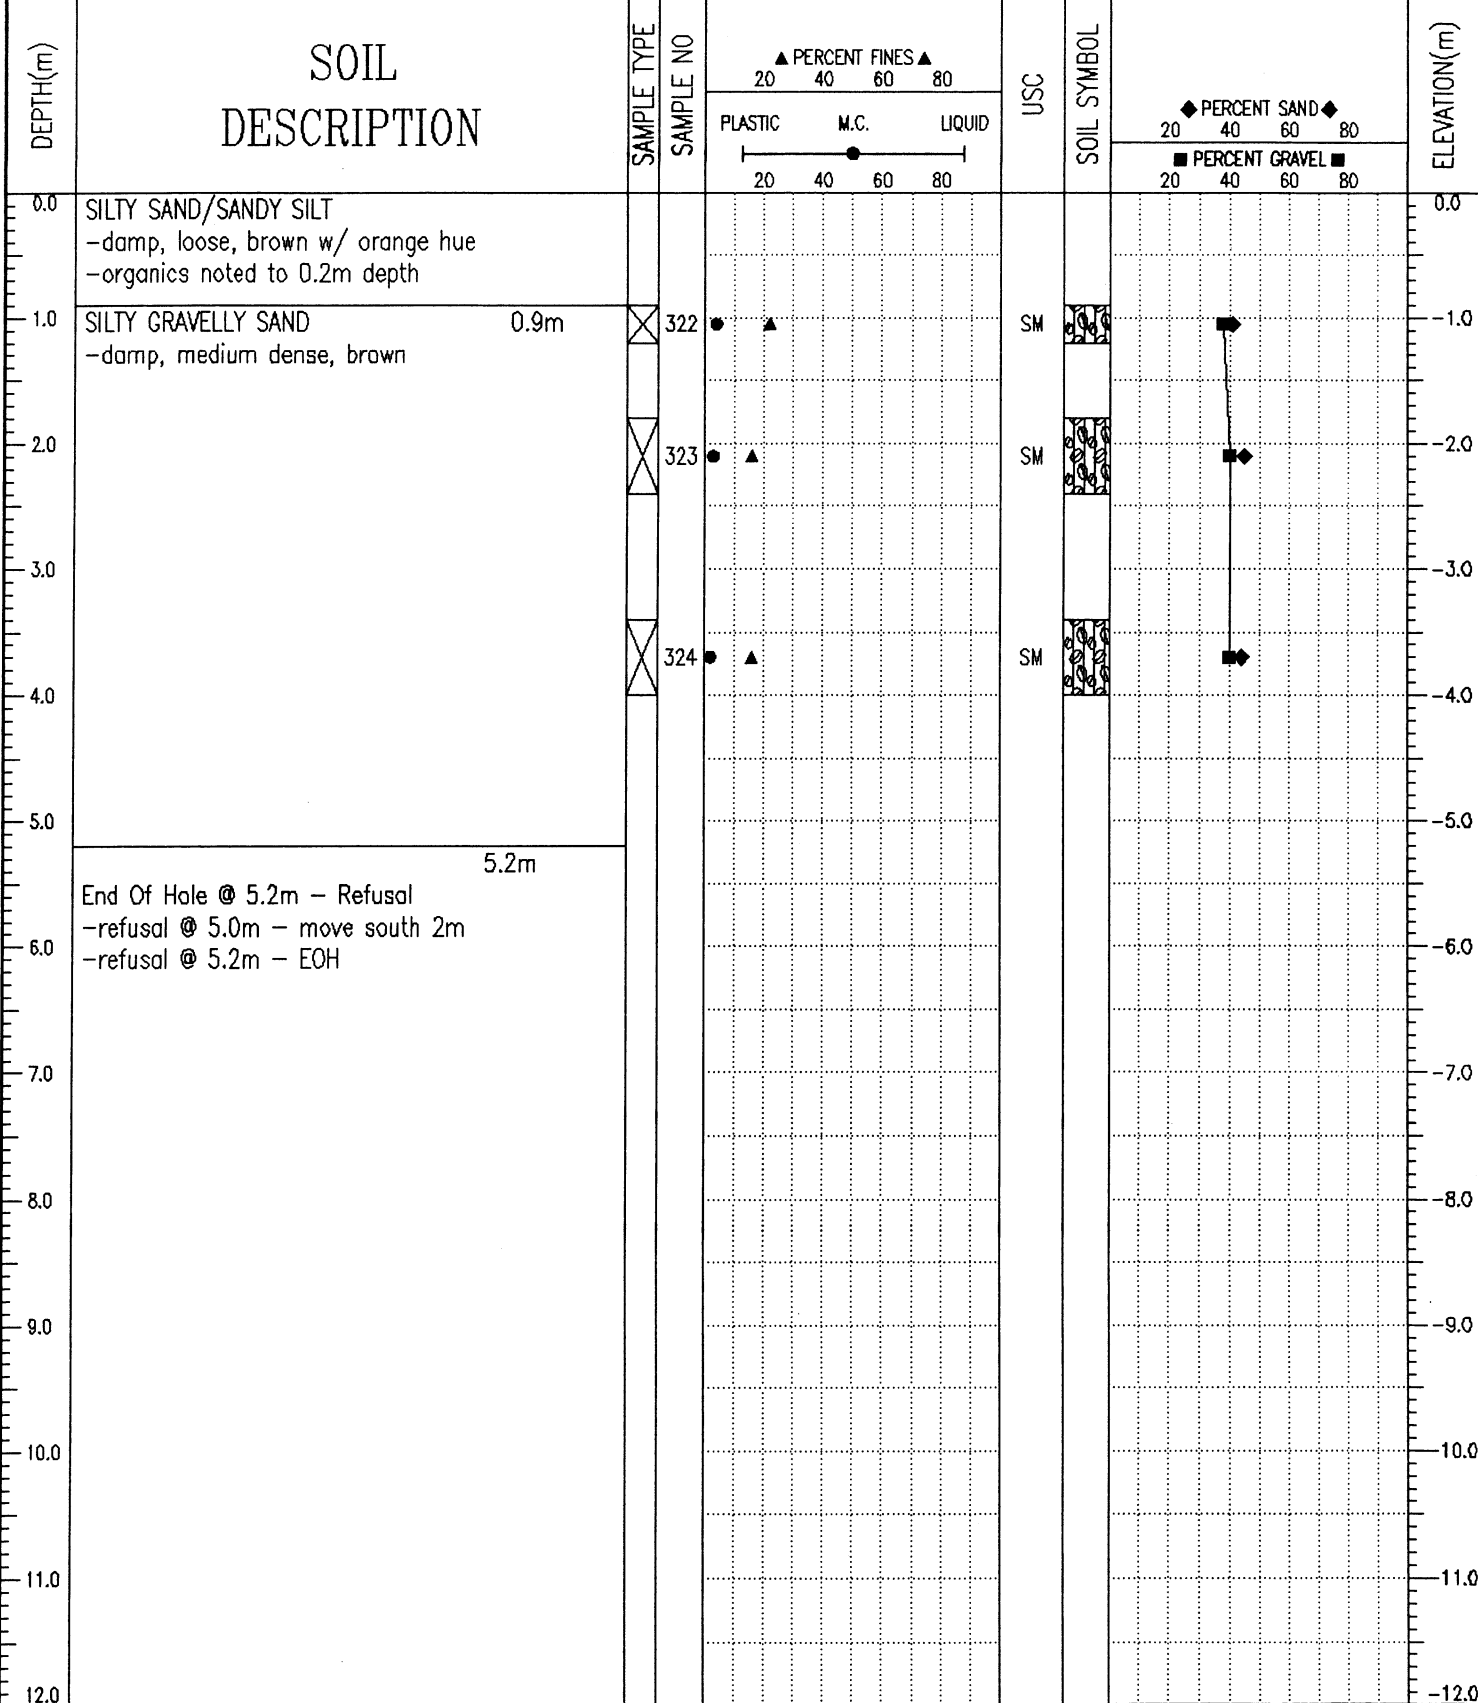 DEPTH(m)
SOIL
DESCRIPTION
SAMPLE TYPE
SAMPLE NO
▲ PERCENT FINES ▲
20 40 60 80
PLASTIC M.C. LIQUID
20 40 60 80
USC
SOIL SYMBOL
◆ PERCENT SAND ◆
20 40 60 80
■ PERCENT GRAVEL ■
20 40 60 80
ELEVATION(m)
0.0 SILTY SAND/SANDY SILT 0.0
-damp, loose, brown w/ orange hue
-organics noted to 0.2m depth
1.0 SILTY GRAVELLY SAND 0.9m 322 SM -1.0
-damp, medium dense, brown
2.0 323 SM -2.0
3.0 -3.0
324 SM
4.0 -4.0
5.0 -5.0
5.2m
End Of Hole @ 5.2m - Refusal
-refusal @ 5.0m - move south 2m
6.0 -6.0
-refusal @ 5.2m - EOH
7.0 -7.0
8.0 -8.0
9.0 -9.0
10.0 -10.0
11.0 -11.0
12.0 -12.0